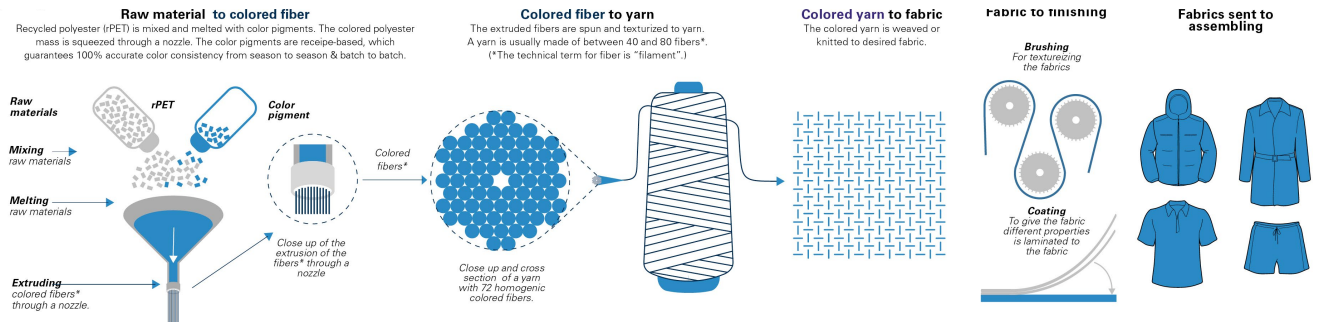 Raw material to colored fiber
Recycled polyester (rPET) is mixed and melted with color pigments. The colored polyester
mass is squeezed through a nozzle. The color pigments are receipe-based, which
guarantees 100% accurate color consistency from season to season & batch to batch.
Raw
materials
rPET
Color
pigment
Mixing
raw materials
Melting
raw materials
Extruding
colored fibers*
through a nozzle.
Close up of the
extrusion of the
fibers* through a
nozzle
Colored
fibers*
Colored fiber to yarn
The extruded fibers are spun and texturized to yarn.
A yarn is usually made of between 40 and 80 fibers*.
(*The technical term for fiber is "filament".)
Close up and cross
section of a yarn
with 72 homogenic
colored fibers.
Colored yarn to fabric
The colored yarn is weaved or
knitted to desired fabric.
Fabric to finishing
Brushing
For texturezing
the fabrics
Coating
To give the fabric
different properties
is laminated to
the fabric
Fabrics sent to
assembling